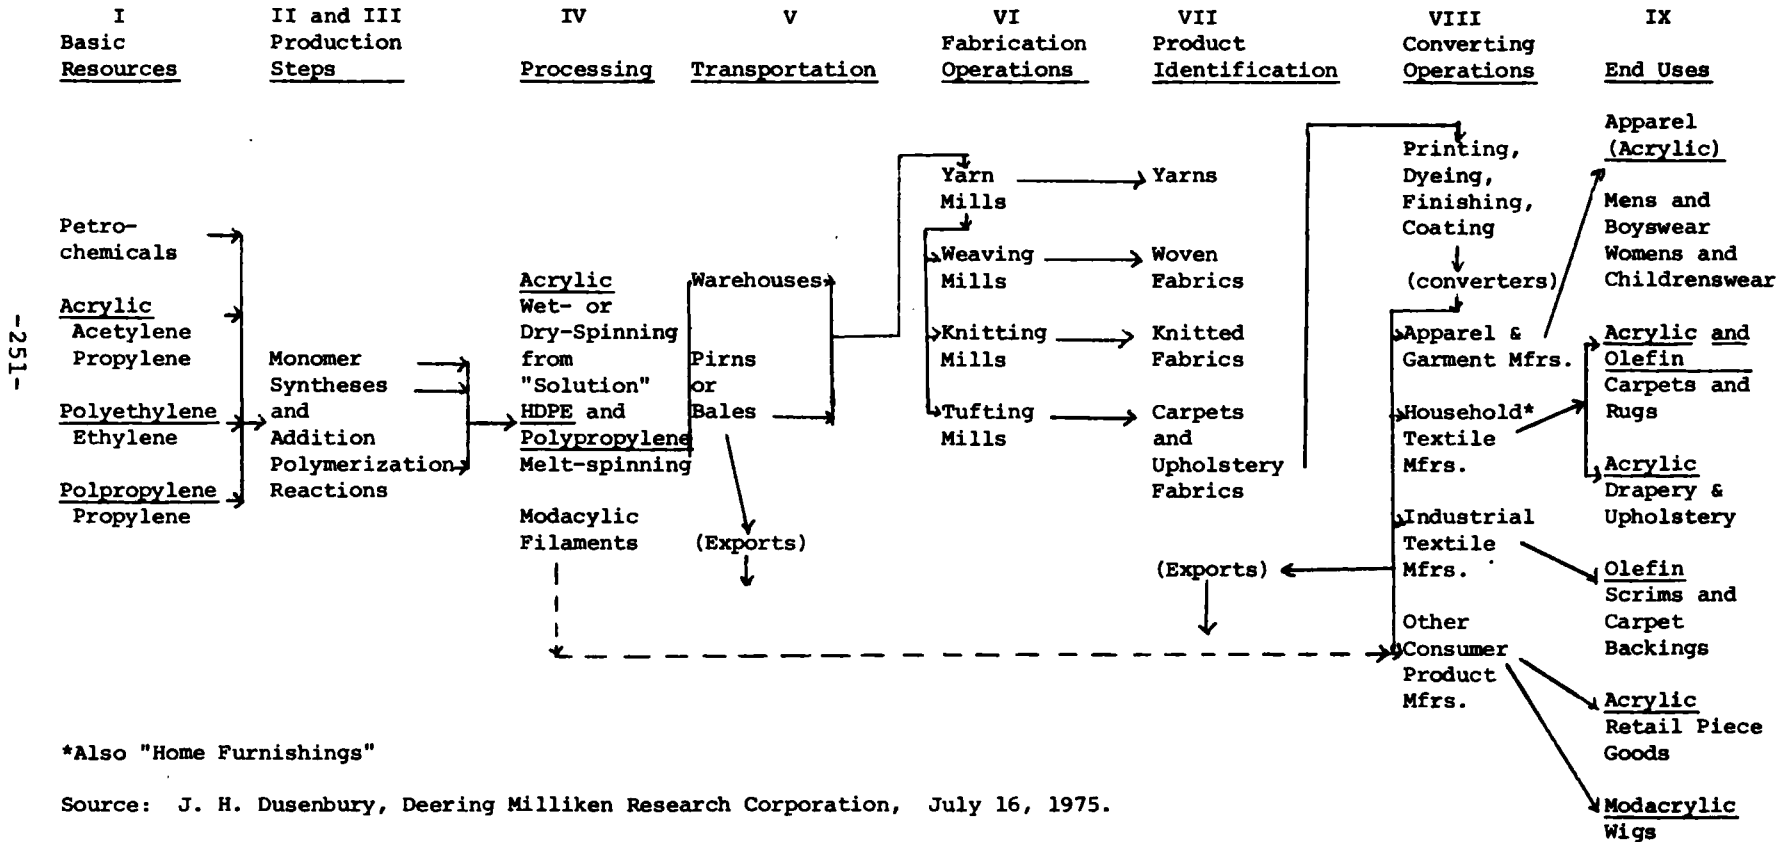 I
Basic
Resources
II and III
Production
Steps
IV
Processing
V
Transportation
VI
Fabrication
Operations
VII
Product
Identification
VIII
Converting
Operations
IX
End Uses
Petro-
chemicals
Acrylic
Acetylene
Propylene
Polyethylene
Ethylene
Polpropylene
Propylene
Monomer
Syntheses
and
Addition
Polymerization
Reactions
Acrylic
Wet- or
Dry-Spinning
from
"Solution"
HDPE and
Polypropylene
Melt-spinning
Modacylic
Filaments
Warehouses
Pirns
or
Bales
(Exports)
Yarn
Mills
Weaving
Mills
Knitting
Mills
Tufting
Mills
Yarns
Woven
Fabrics
Knitted
Fabrics
Carpets
and
Upholstery
Fabrics
(Exports)
Printing,
Dyeing,
Finishing,
Coating
(converters)
Apparel &
Garment Mfrs.
Household*
Textile
Mfrs.
Industrial
Textile
Mfrs.
Other
Consumer
Product
Mfrs.
Apparel
(Acrylic)
Mens and
Boyswear
Womens and
Childrenswear
Acrylic and
Olefin
Carpets and
Rugs
Acrylic
Drapery &
Upholstery
Olefin
Scrims and
Carpet
Backings
Acrylic
Retail Piece
Goods
Modacrylic
Wigs
*Also "Home Furnishings"
Source: J. H. Dusenbury, Deering Milliken Research Corporation, July 16, 1975.
-251-